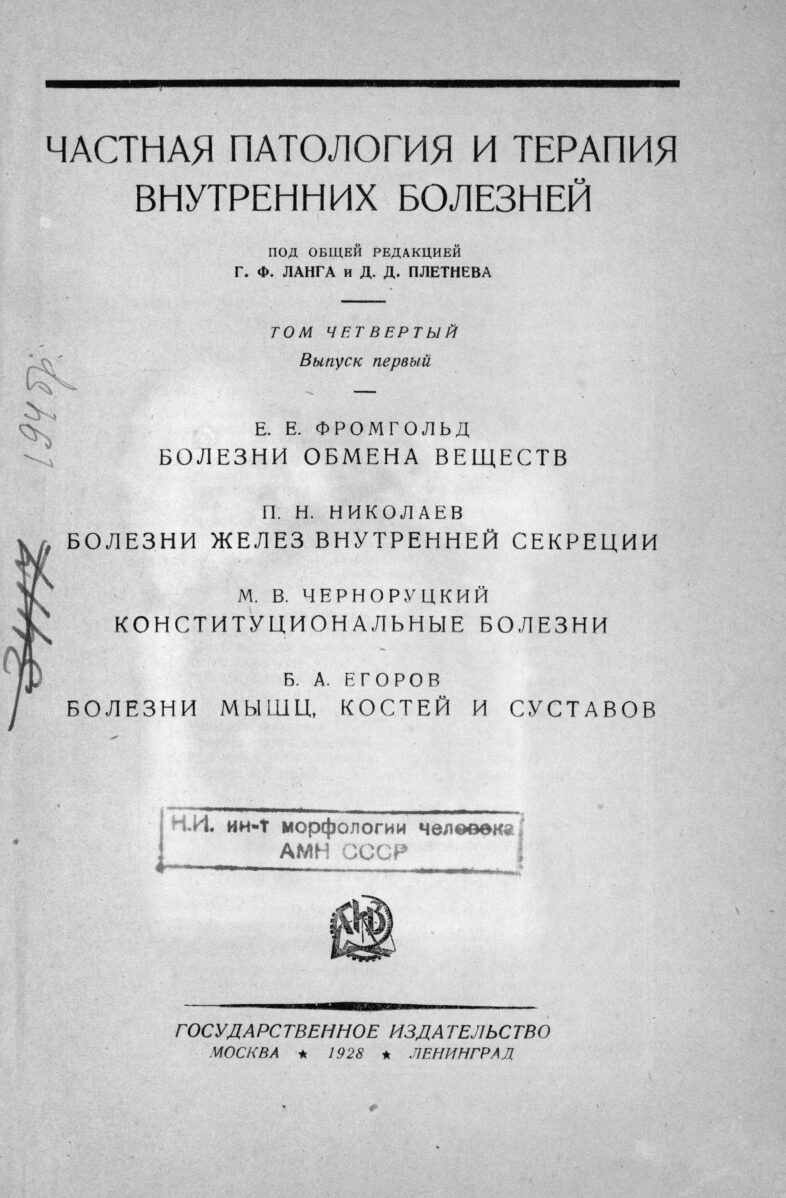 ЧАСТНАЯ ПАТОЛОГИЯ И ТЕРАПИЯ
ВНУТРЕННИХ БОЛЕЗНЕЙ
ПОД ОБЩЕЙ РЕДАКЦИЕЙ
Г. Ф. ЛАНГА и Д. Д. ПЛЕТНЕВА
ТОМ ЧЕТВЕРТЫЙ
Выпуск первый
Е. Е. ФРОМГОЛЬД
БОЛЕЗНИ ОБМЕНА ВЕЩЕСТВ
П. Н. НИКОЛАЕВ
БОЛЕЗНИ ЖЕЛЕЗ ВНУТРЕННЕЙ СЕКРЕЦИИ
М. В. ЧЕРНОРУЦКИЙ
КОНСТИТУЦИОНАЛЬНЫЕ БОЛЕЗНИ
Б. А. ЕГОРОВ
БОЛЕЗНИ МЫШЦ, КОСТЕЙ И СУСТАВОВ
Н.И. ин-т морфологии человека
АМН СССР
ГОСУДАРСТВЕННОЕ ИЗДАТЕЛЬСТВО
МОСКВА ★ 1928 ★ ЛЕНИНГРАД